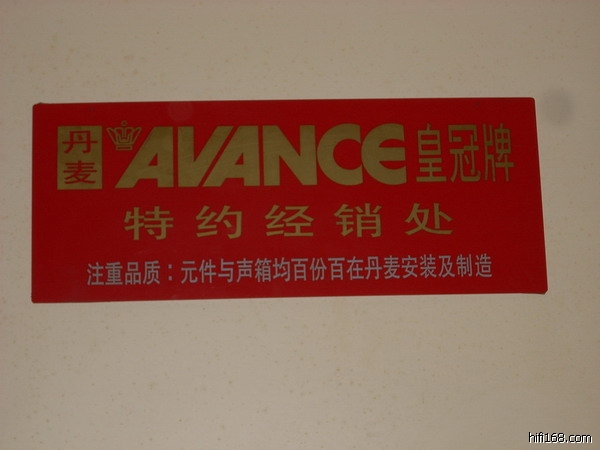 丹麦 AVANCE 皇冠牌
特约经销处
注重品质：元件与声箱均百份百在丹麦安装及制造
hifi168.com